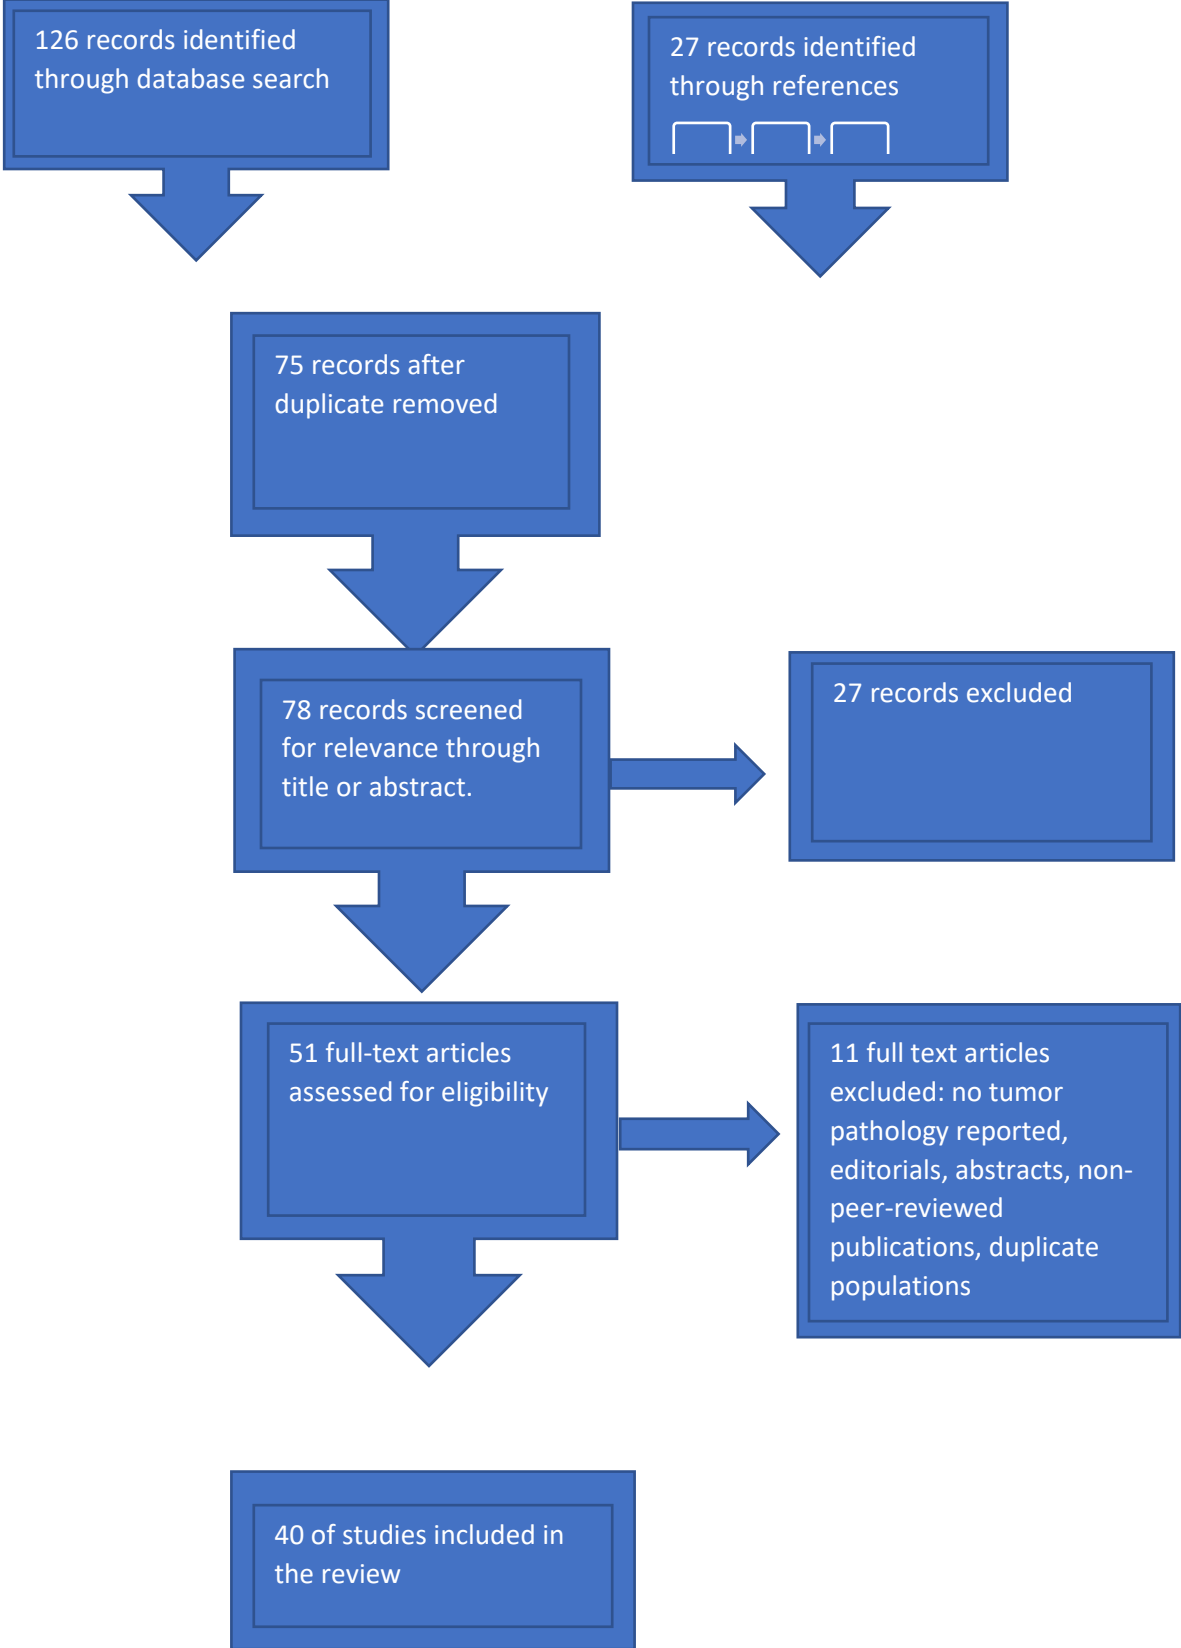 126 records identified
through database search
27 records identified
through references
75 records after
duplicate removed
78 records screened
for relevance through
title or abstract.
27 records excluded
51 full-text articles
assessed for eligibility
11 full text articles
excluded: no tumor
pathology reported,
editorials, abstracts, non-
peer-reviewed
publications, duplicate
populations
40 of studies included in
the review